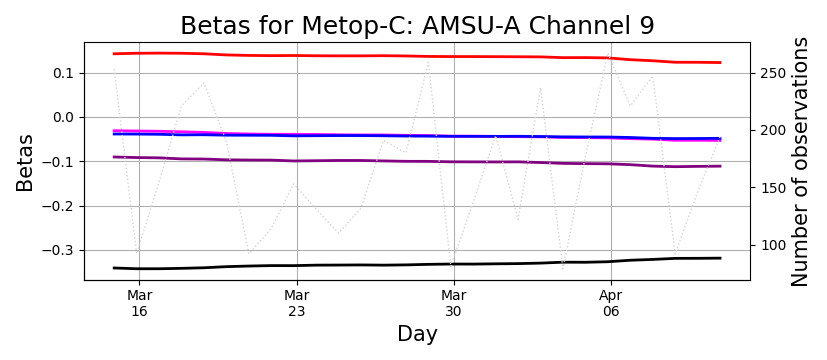 Betas for Metop-C: AMSU-A Channel 9
Betas
0.1
0.0
−0.1
−0.2
−0.3
250
200
150
100
Number of observations
Mar
16
Mar
23
Mar
30
Apr
06
Day